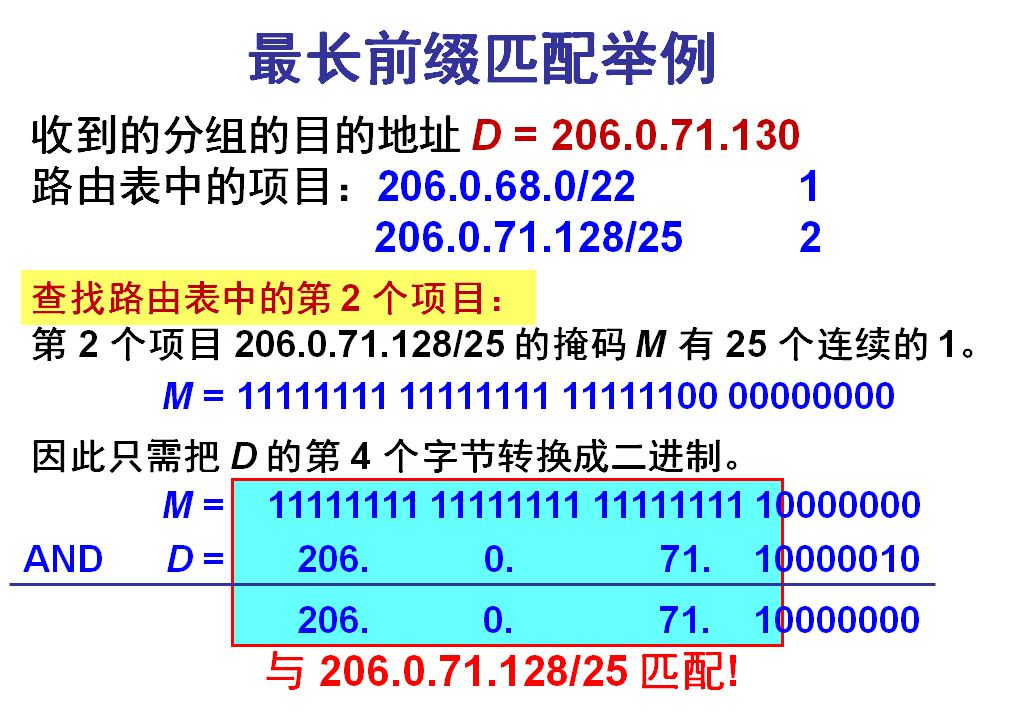 最长前缀匹配举例
收到的分组的目的地址 D = 206.0.71.130
路由表中的项目：206.0.68.0/22 1
206.0.71.128/25 2
查找路由表中的第 2 个项目：
第 2 个项目 206.0.71.128/25 的掩码 M 有 25 个连续的 1。
M = 11111111 11111111 11111100 00000000
因此只需把 D 的第 4 个字节转换成二进制。
M = 11111111 11111111 11111111 10000000
AND D = 206. 0. 71. 10000010
206. 0. 71. 10000000
与 206.0.71.128/25 匹配!